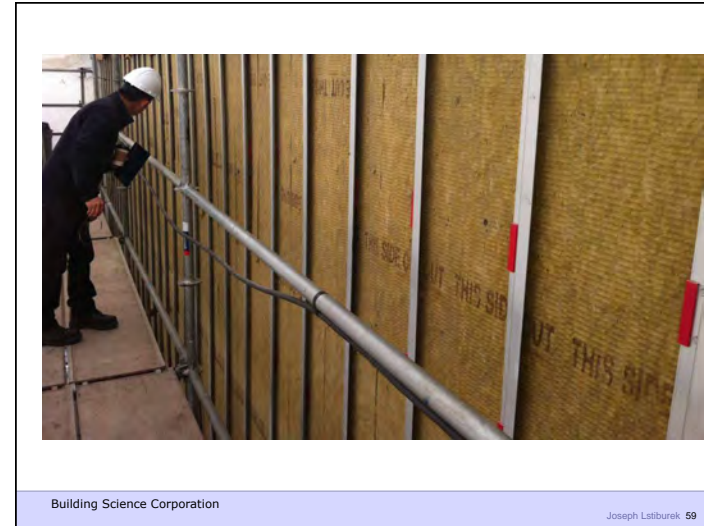 THIS SIDE OUT THIS SIDE OUT THIS SIDE
Building Science Corporation
Joseph Lstiburek 59